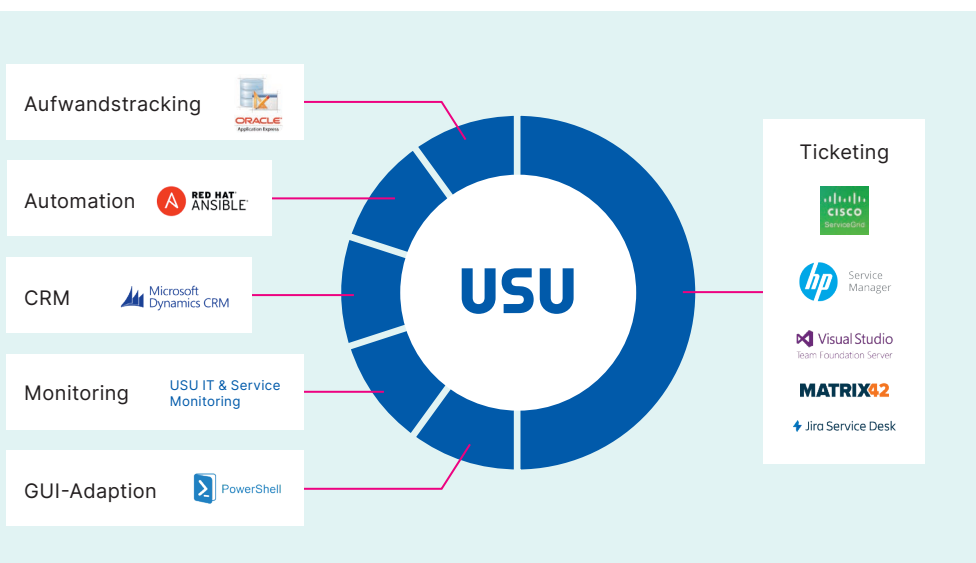 Aufwandstracking
ORACLE
Application Express
Automation
RED HAT
ANSIBLE
CRM
Microsoft
Dynamics CRM
Monitoring
USU IT & Service
Monitoring
GUI-Adaption
PowerShell
USU
Ticketing
CISCO
ServiceGrid
hp
Service
Manager
Visual Studio
Team Foundation Server
MATRIX42
Jira Service Desk